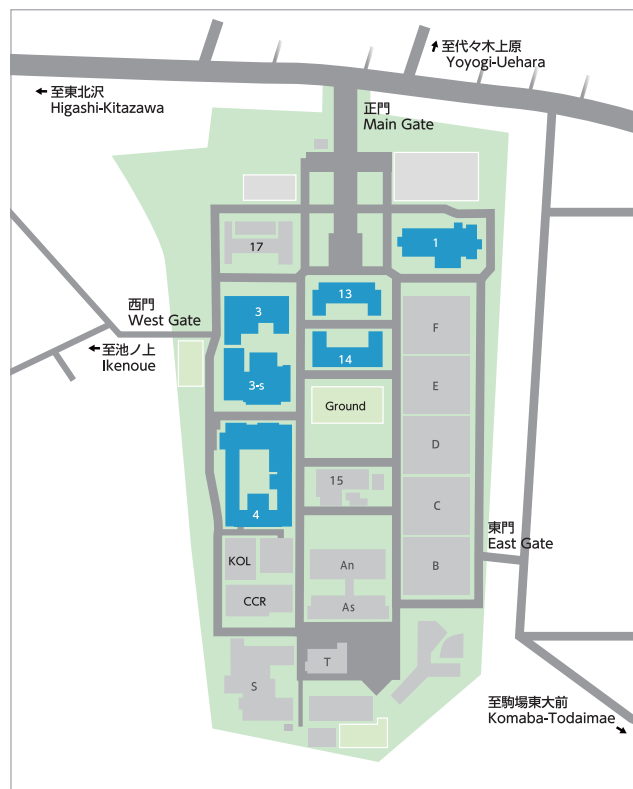 至代々木上原
Yoyogi-Uehara
至東北沢
Higashi-Kitazawa
正門
Main Gate
17
1
西門
West Gate
至池ノ上
Ikenoue
3
13
F
14
3-s
E
Ground
D
15
C
4
東門
East Gate
KOL
An
B
CCR
As
T
S
至駒場東大前
Komaba-Todaimae